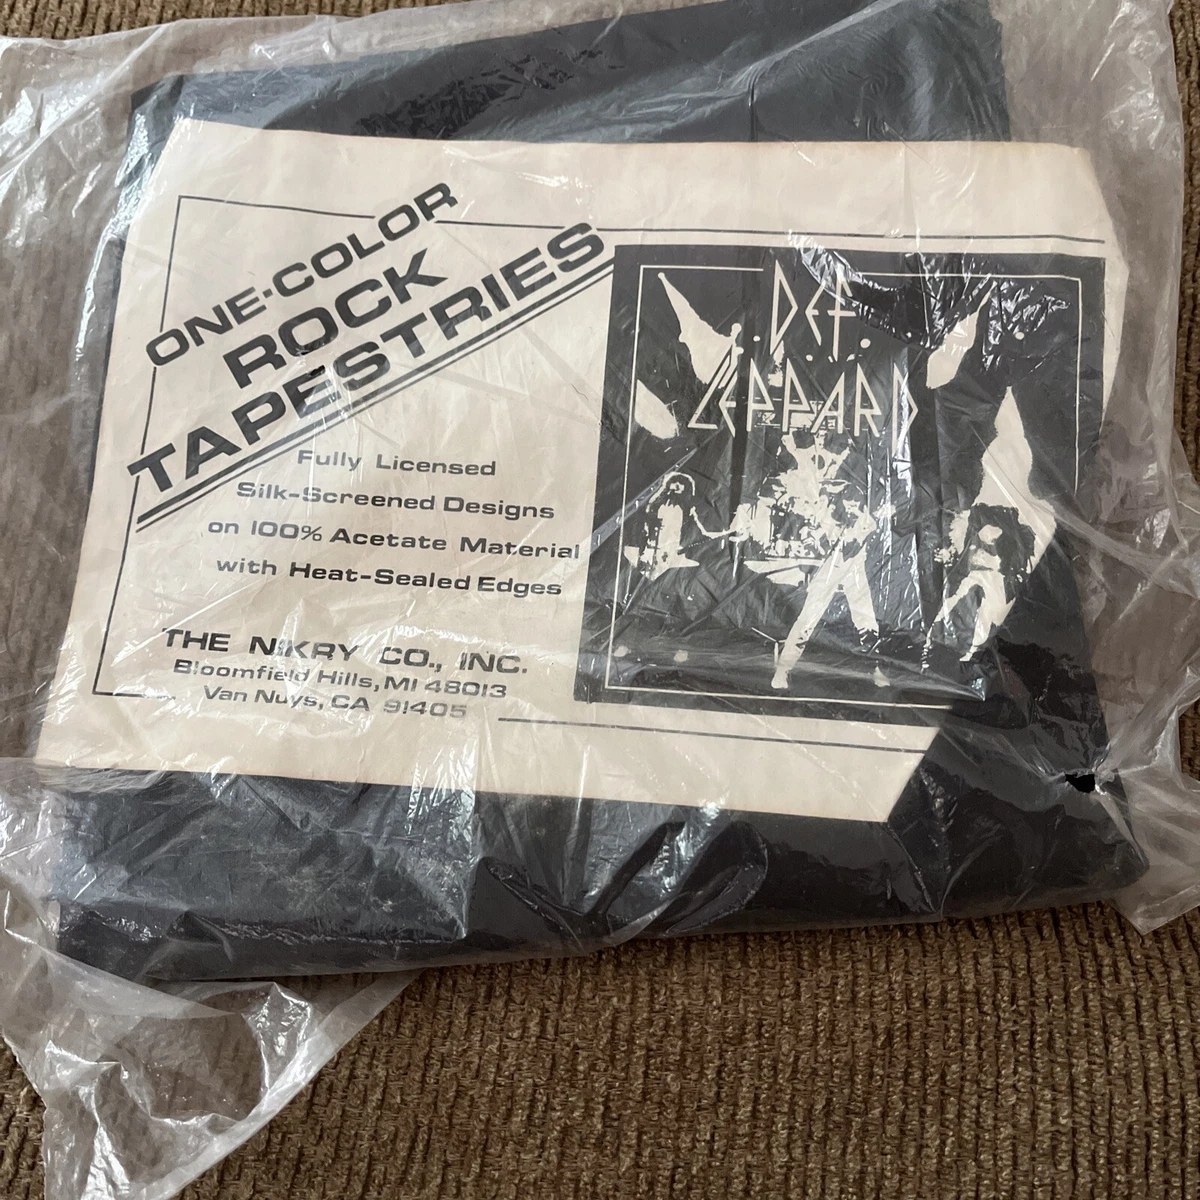 ONE-COLOR
ROCK
TAPESTRIES
Fully Licensed
Silk-Screened Designs
on 100% Acetate Material
with Heat-Sealed Edges
THE NIKRY CO., INC.
Bloomfield Hills, MI 48013
Van Nuys, CA 91405
DEF
LEPPARD